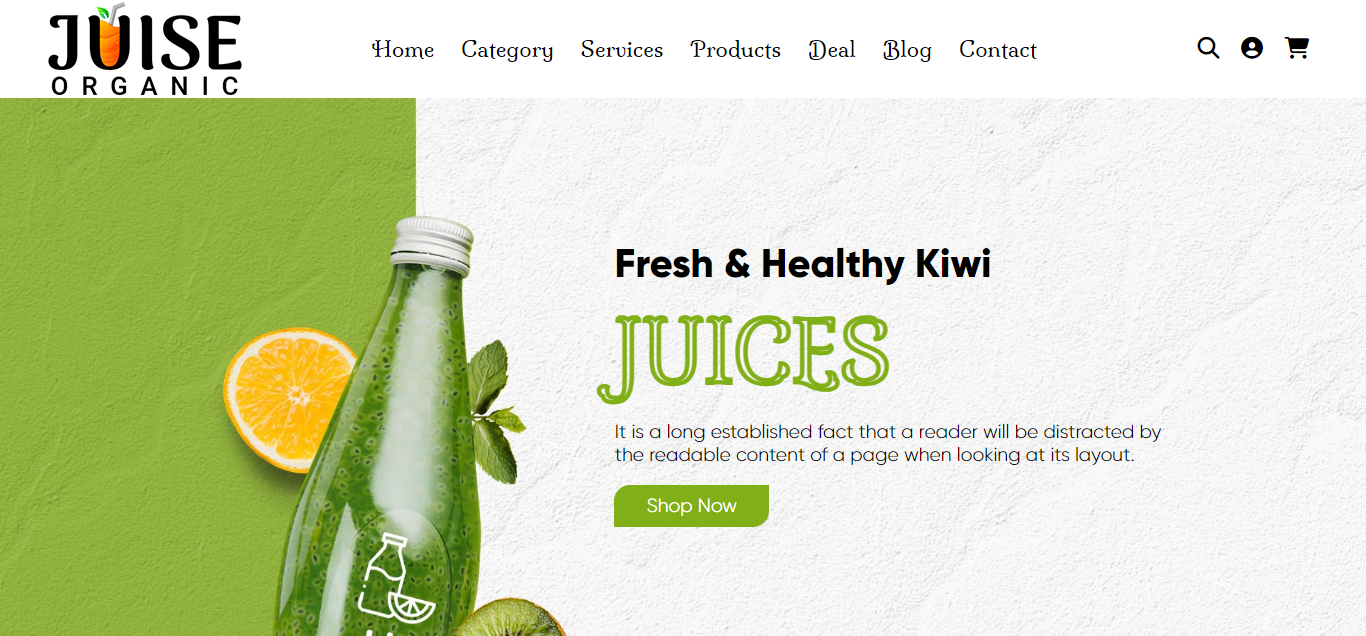 JUISE
ORGANIC
Home Category Services Products Deal Blog Contact
Fresh & Healthy Kiwi
JUICES
It is a long established fact that a reader will be distracted by
the readable content of a page when looking at its layout.
Shop Now